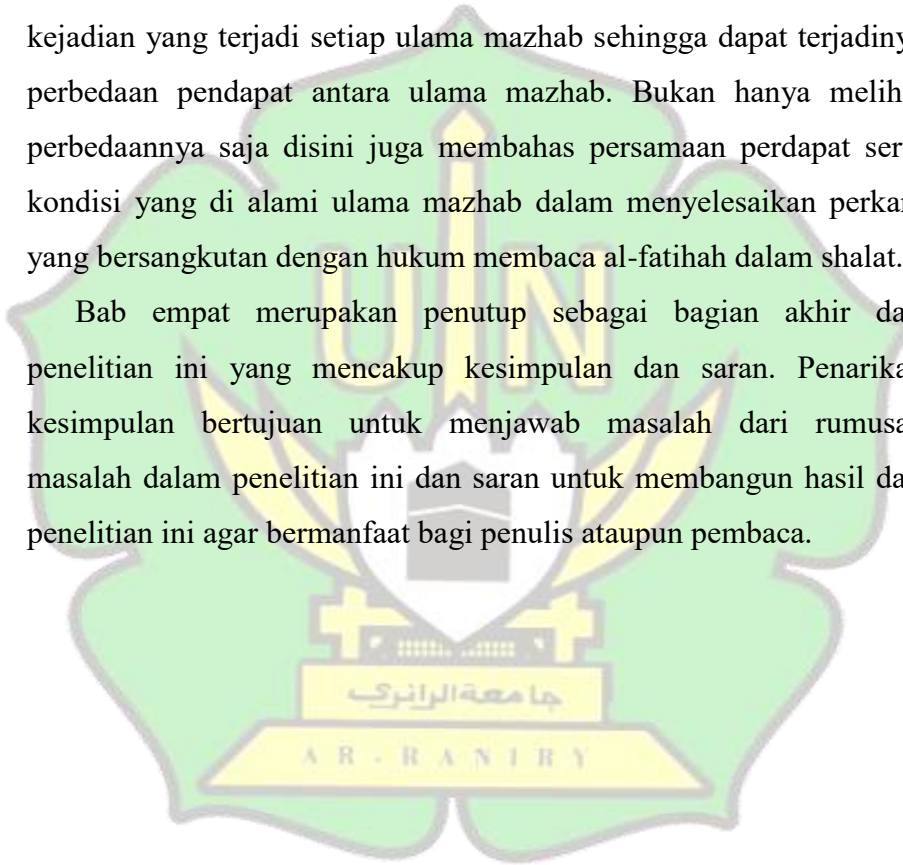 kejadian yang terjadi setiap ulama mazhab sehingga dapat terjadiny
perbedaan pendapat antara ulama mazhab. Bukan hanya melih
perbedaannya saja disini juga membahas persamaan perdapat ser
kondisi yang di alami ulama mazhab dalam menyelesaikan perkar
yang bersangkutan dengan hukum membaca al-fatihah dalam shalat.
Bab empat merupakan penutup sebagai bagian akhir da
penelitian ini yang mencakup kesimpulan dan saran. Penarika
kesimpulan bertujuan untuk menjawab masalah dari rumusa
masalah dalam penelitian ini dan saran untuk membangun hasil da
penelitian ini agar bermanfaat bagi penulis ataupun pembaca.
UIN
جامعة الرانري
AR-RANIRY